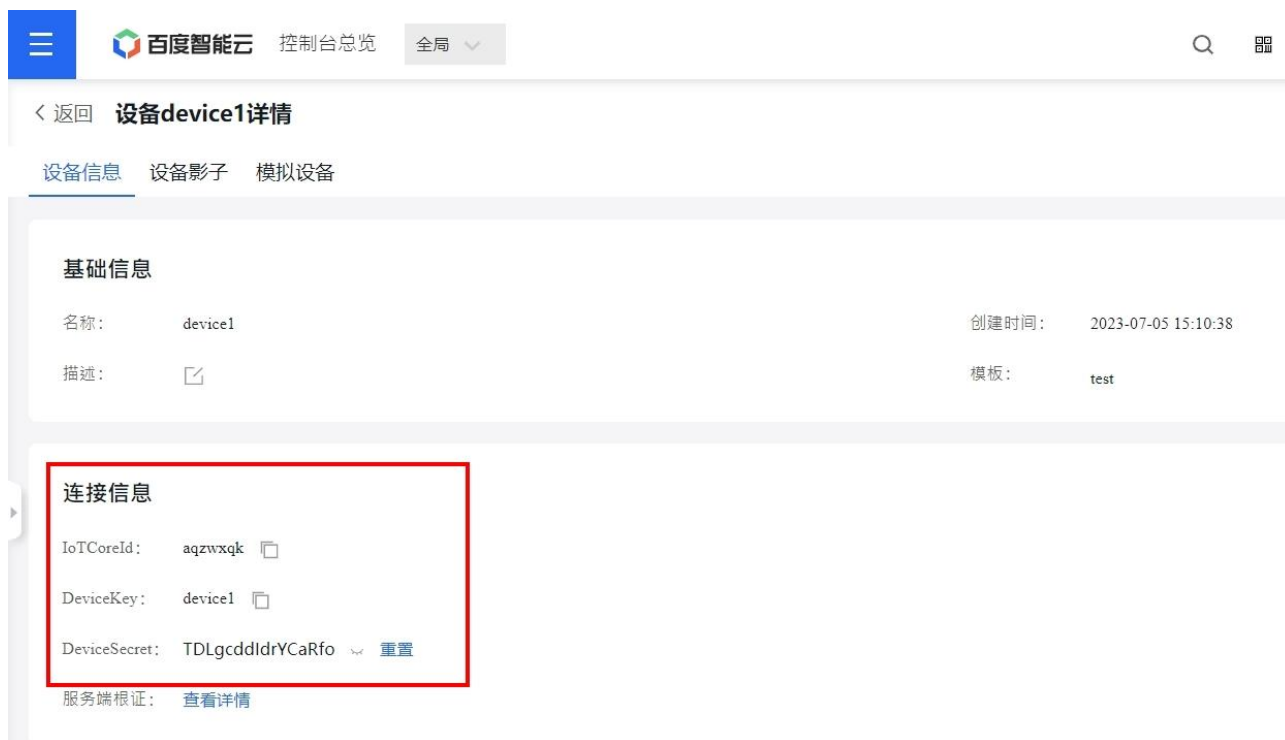 百度智能云 控制台总览 全局
返回 设备device1详情
设备信息 设备影子 模拟设备
基础信息
名称： device1 创建时间： 2023-07-05 15:10:38
描述： 模板： test
连接信息
IoTCoreId： aqzwxqk
DeviceKey： device1
DeviceSecret： TDLgcddIdrYCaRfo 重置
服务端根证： 查看详情